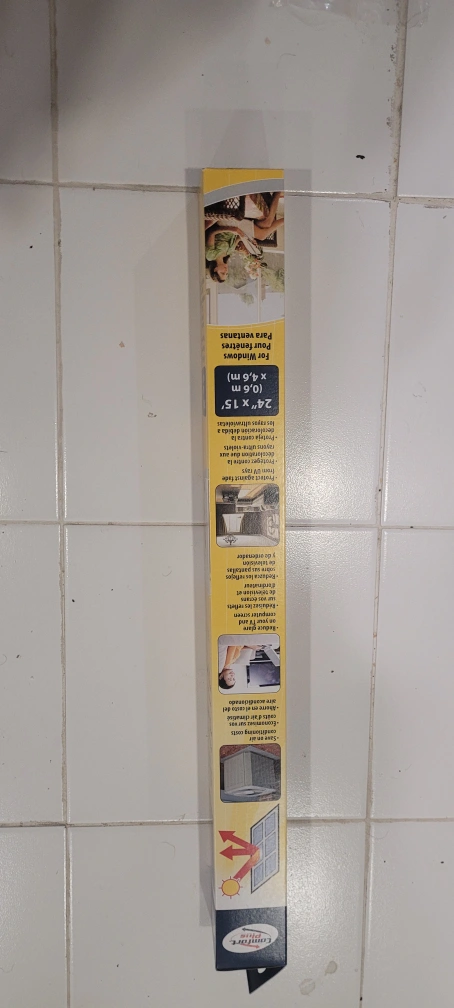 Comfort
Plus
• Save on air
conditioning costs
• Économisez sur vos
coûts d'air climatisé
• Ahorre en el costo del
aire acondicionado
• Reduce glare
on your TV and
computer screen
• Réduisez les reflets
sur vos écrans
de télévision et
d'ordinateur
• Reduzca los reflejos
sobre sus pantallas
de televisión
y do ordenador
• Protect against fade
from UV rays
• Protéger contre la
décoloration due aux
rayons ultra-violets
• Proteja contra la
decoloración debida a
los rayos ultravioletas
24" x 15'
(0,6 m
x 4,6 m)
For Windows
Pour fenêtres
Para ventanas